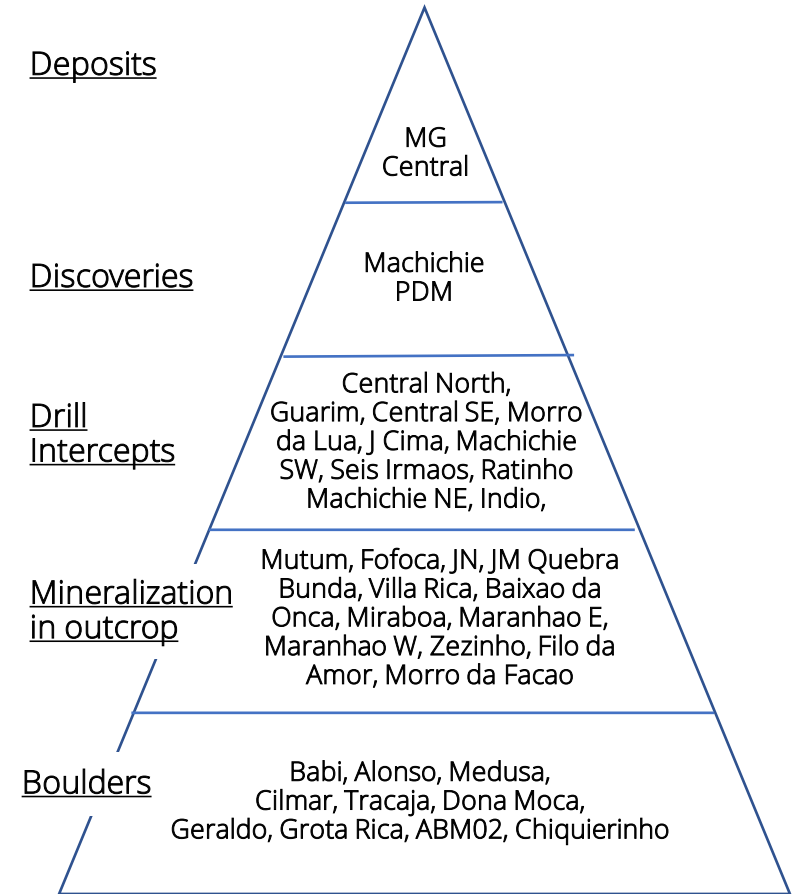 Deposits
MG
Central
Discoveries
Machichie
PDM
Drill
Intercepts
Central North,
Guarim, Central SE, Morro
da Lua, J Cima, Machichie
SW, Seis Irmaos, Ratinho
Machichie NE, Indio,
Mineralization
in outcrop
Mutum, Fofoca, JN, JM Quebra
Bunda, Villa Rica, Baixao da
Onca, Miraboa, Maranhao E,
Maranhao W, Zezinho, Filo da
Amor, Morro da Facao
Boulders
Babi, Alonso, Medusa,
Cilmar, Tracaja, Dona Moca,
Geraldo, Grota Rica, ABM02, Chiquierinho